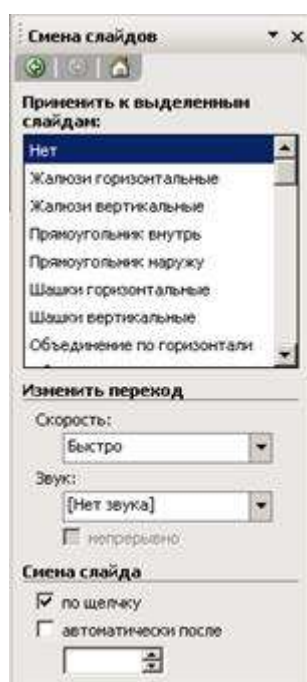 Смена слайдов
Применить к выделенным
слайдам:
Нет
Жалюзи горизонтальные
Жалюзи вертикальные
Прямоугольник внутрь
Прямоугольник наружу
Шашки горизонтальные
Шашки вертикальные
Объединение по горизонтали
Изменить переход
Скорость:
Быстро
Звук:
[Нет звука]
непрерывно
Смена слайда
по щелчку
автоматически после